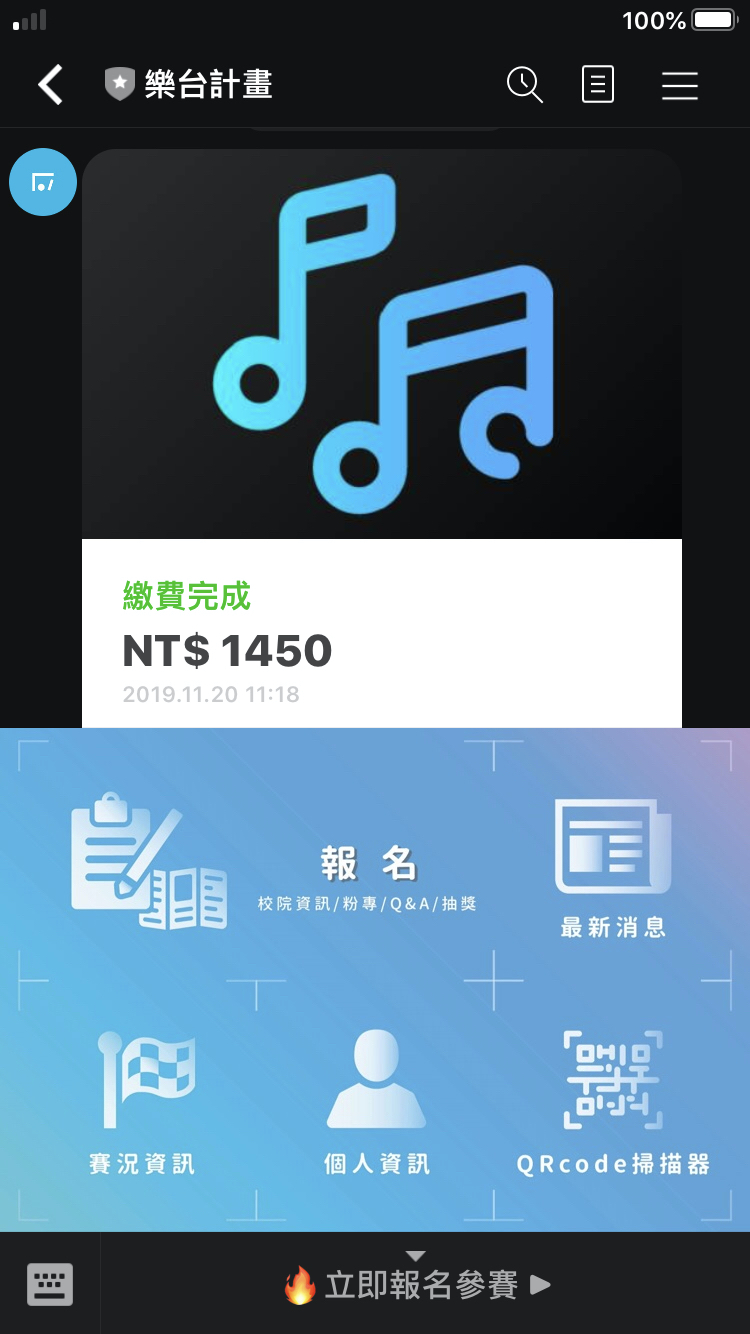 100%
樂台計畫
繳費完成
NT$ 1450
2019.11.20 11:18
報名
校院資訊/粉專/Q&A/抽獎
最新消息
賽況資訊
個人資訊
QRcode掃描器
🔥立即報名參賽▶